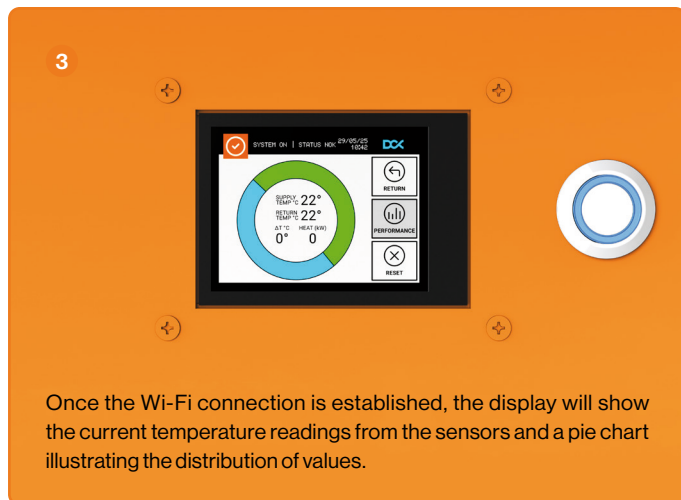 3
SYSTEM ON | STATUS NOK 29/05/25
10:42
DCX
SUPPLY
TEMP °C 22°
RETURN
TEMP °C 22°
ΔT °C HEAT (kW)
0° 0
RETURN
PERFORMANCE
RESET
Once the Wi-Fi connection is established, the display will show
the current temperature readings from the sensors and a pie chart
illustrating the distribution of values.